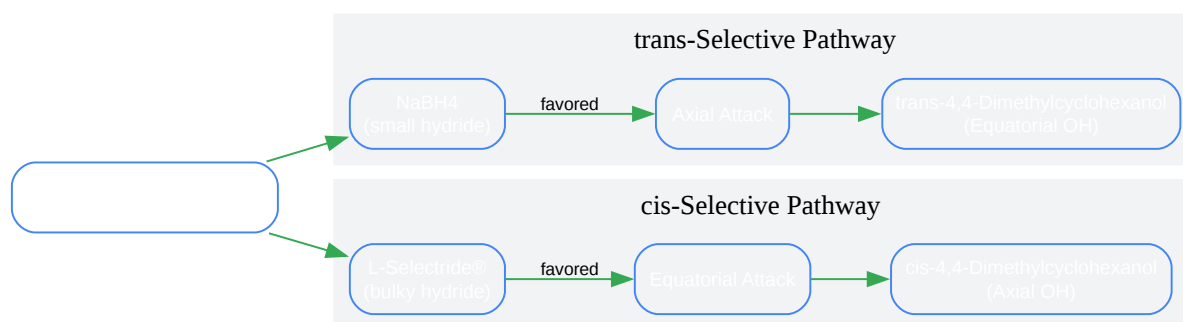 trans-Selective Pathway
NaBH4
(small hydride)
favored
Axial Attack
trans-4,4-Dimethylcyclohexanol
(Equatorial OH)
cis-Selective Pathway
L-Selectride®
(bulky hydride)
favored
Equatorial Attack
cis-4,4-Dimethylcyclohexanol
(Axial OH)